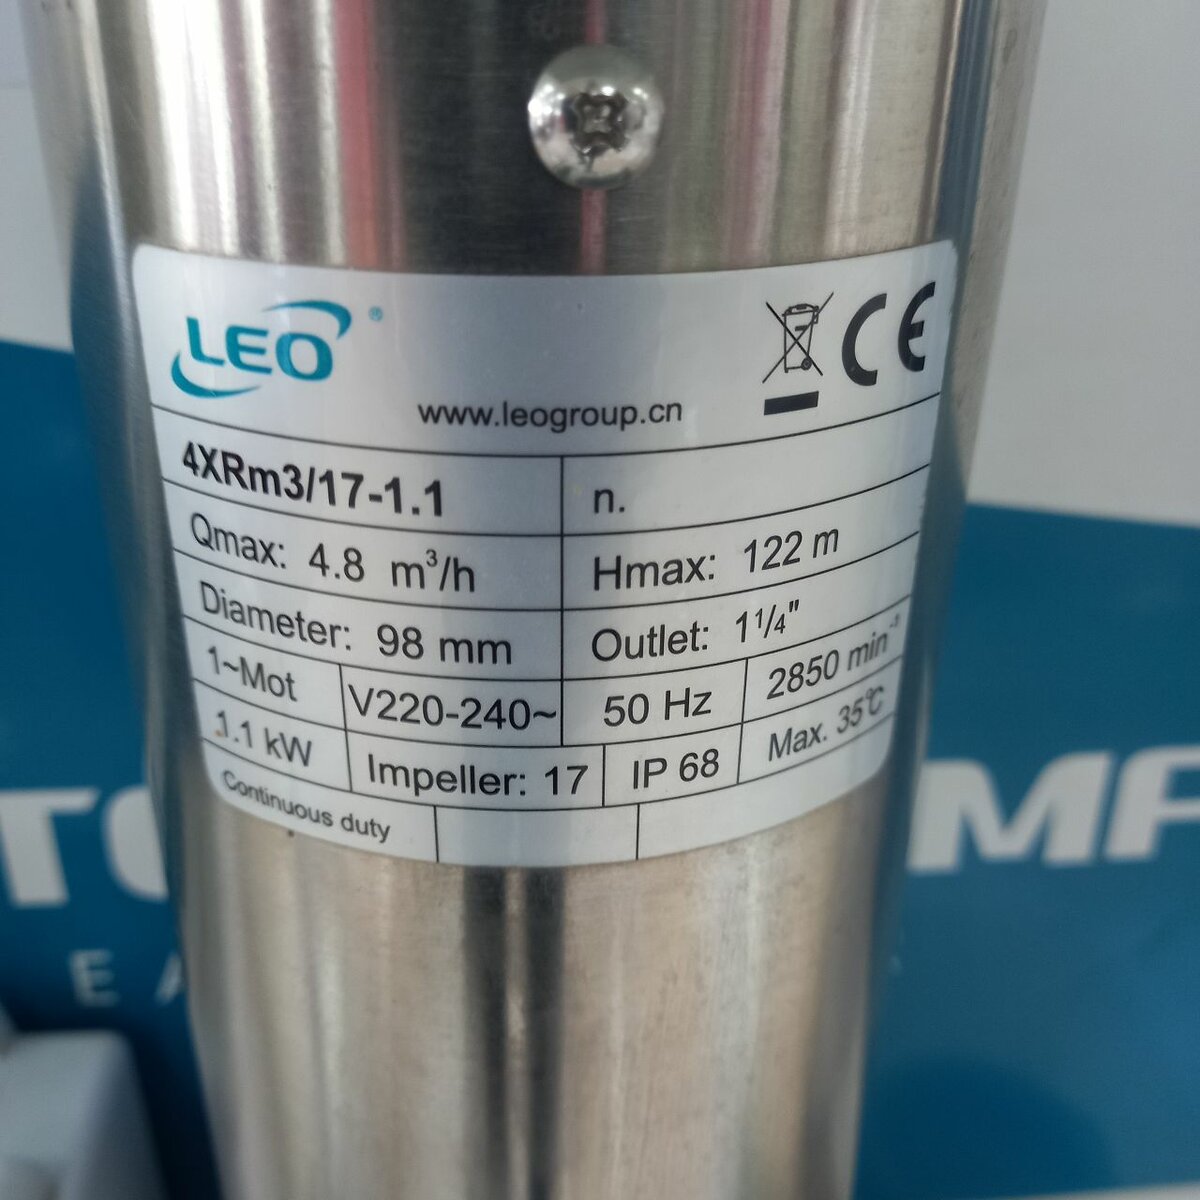 LEO ®
www.leogroup.cn
CE
4XRm3/17-1.1 n.
Qmax: 4.8 m³/h Hmax: 122 m
Diameter: 98 mm Outlet: 1¹/₄"
1~Mot V220-240~ 50 Hz 2850 min⁻¹
1.1 kW Impeller: 17 IP 68 Max. 35℃
Continuous duty